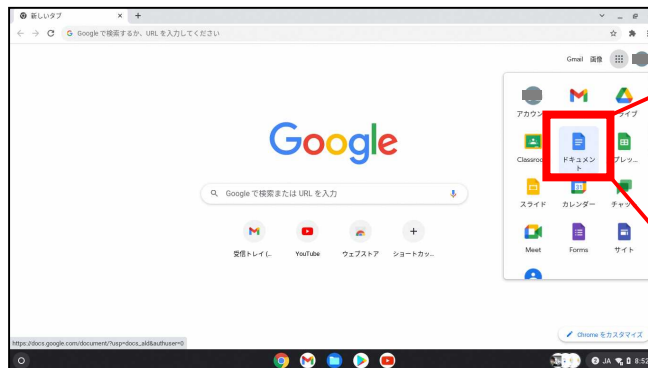 新しいタブ
Google で検索するか、URL を入力してください
Gmail 画像
Google
Google で検索または URL を入力
受信トレイ (...
YouTube
ウェブストア
ショートカッ...
アカウン
ライブ
Classroo
ドキュメン
ト
プレッ...
スライド
カレンダー
チャッ
Meet
Forms
サイト
Chrome をカスタマイズ
https://docs.google.com/document/?usp=docs_ald&authuser=0
JA
8:52